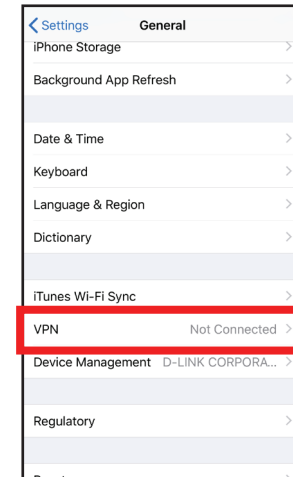 Settings General
iPhone Storage
Background App Refresh
Date & Time
Keyboard
Language & Region
Dictionary
iTunes Wi-Fi Sync
VPN Not Connected
Device Management D-LINK CORPORA...
Regulatory